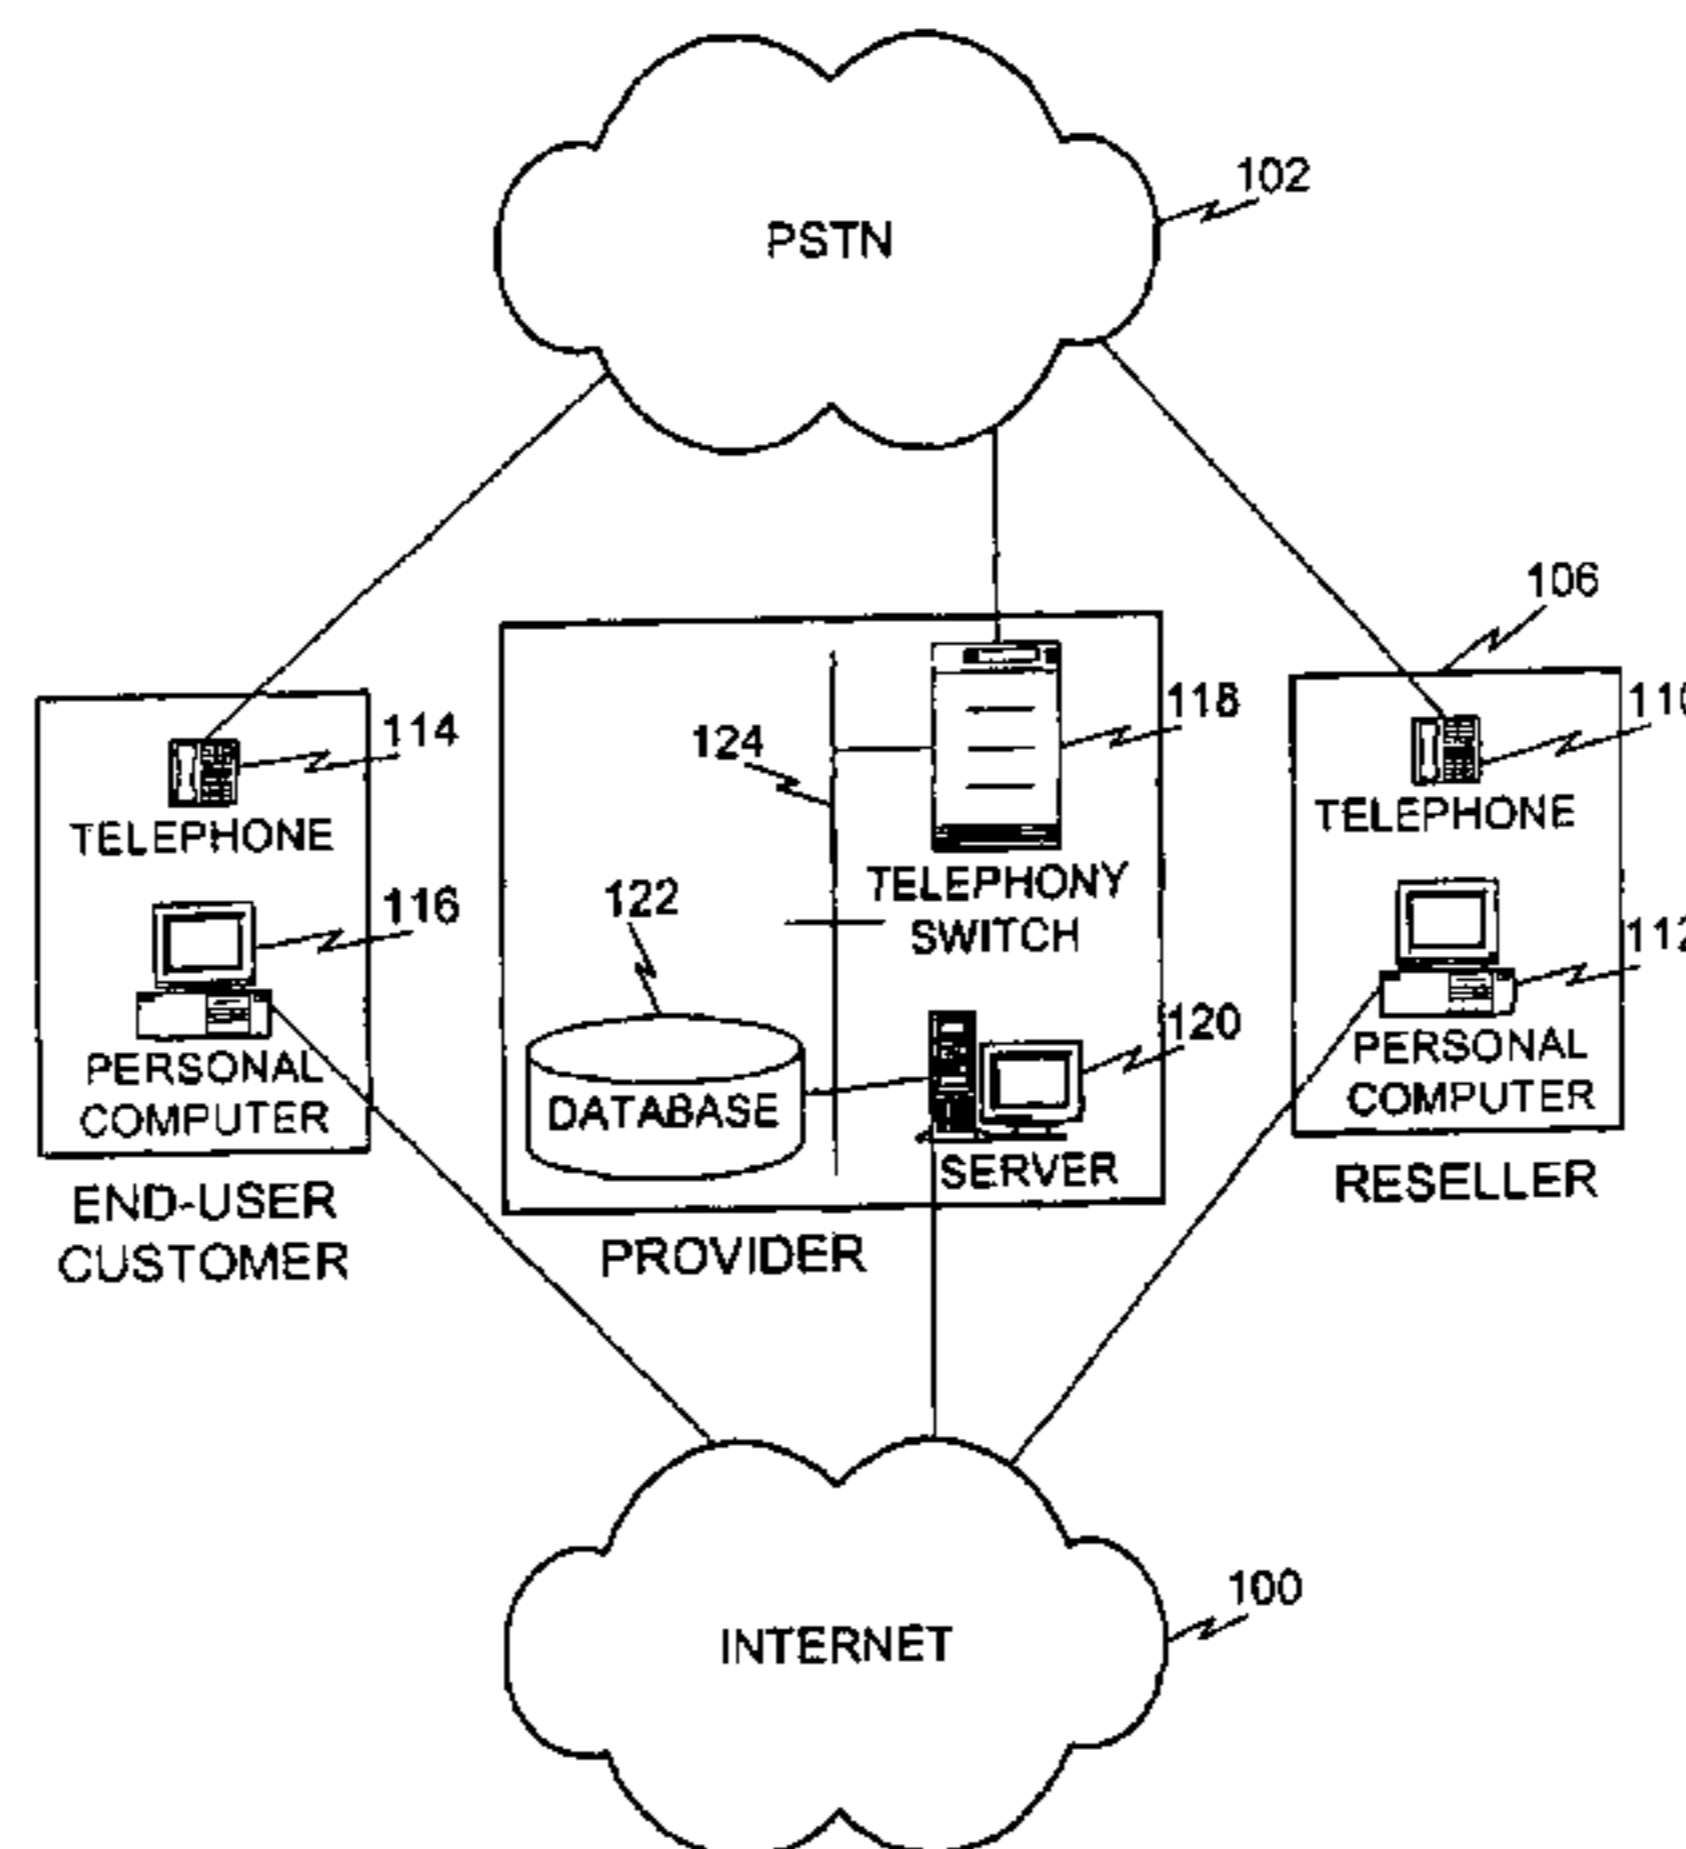 102
PSTN
106
114
TELEPHONE
116
PERSONAL
COMPUTER
END-USER
CUSTOMER
124
118
TELEPHONY
SWITCH
122
DATABASE
120
SERVER
PROVIDER
TELEPHONE
112
PERSONAL
COMPUTER
RESELLER
100
INTERNET